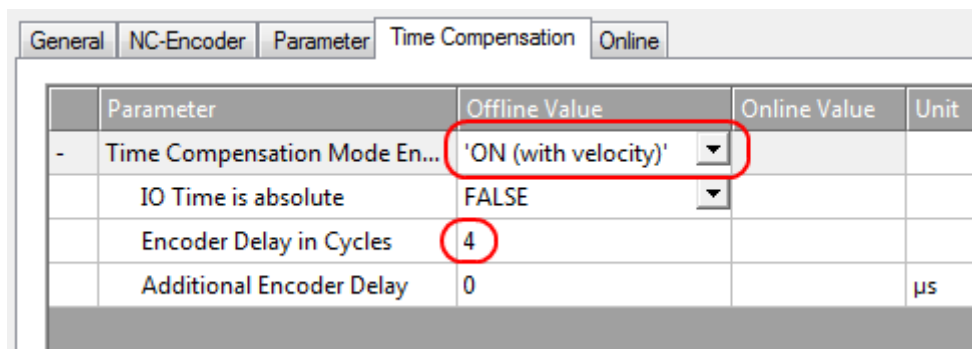 General NC-Encoder Parameter Time Compensation Online
Parameter Offline Value Online Value Unit
- Time Compensation Mode En... 'ON (with velocity)'
IO Time is absolute FALSE
Encoder Delay in Cycles 4
Additional Encoder Delay 0 µs